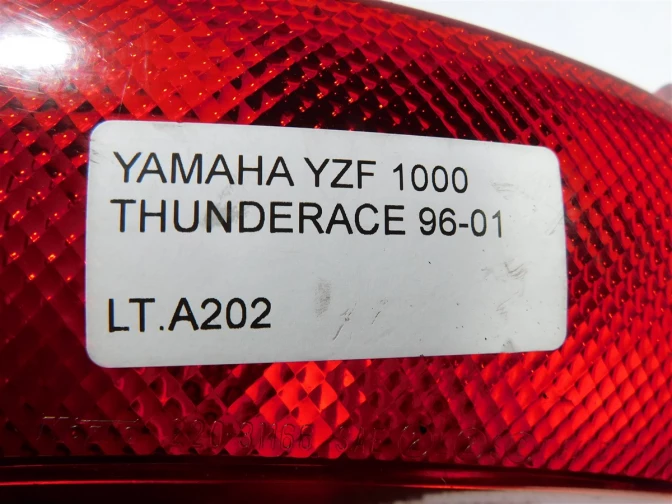 YAMAHA YZF 1000
THUNDERACE 96-01
LT.A202